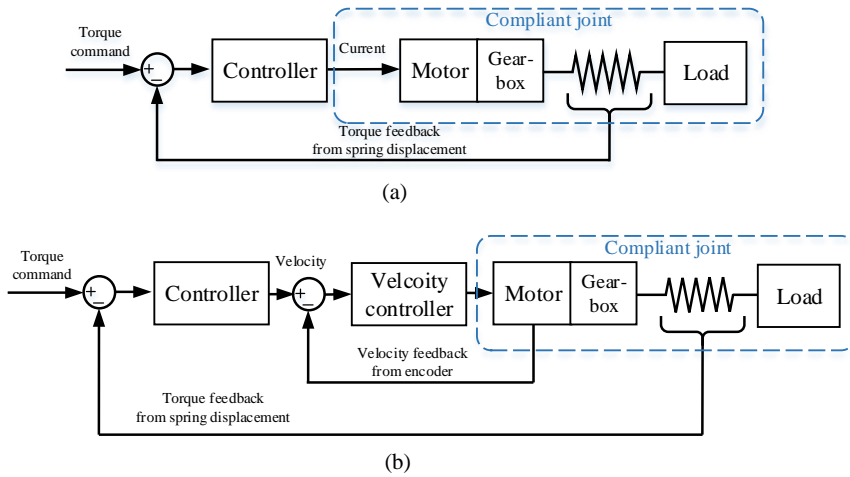 Compliant joint
Torque
command
+
−
Controller
Current
Motor
Gear-
box
Load
Torque feedback
from spring displacement
(a)
Compliant joint
Torque
command
+
−
Controller
Velocity
+
−
Velcoity
controller
Motor
Gear-
box
Load
Velocity feedback
from encoder
Torque feedback
from spring displacement
(b)